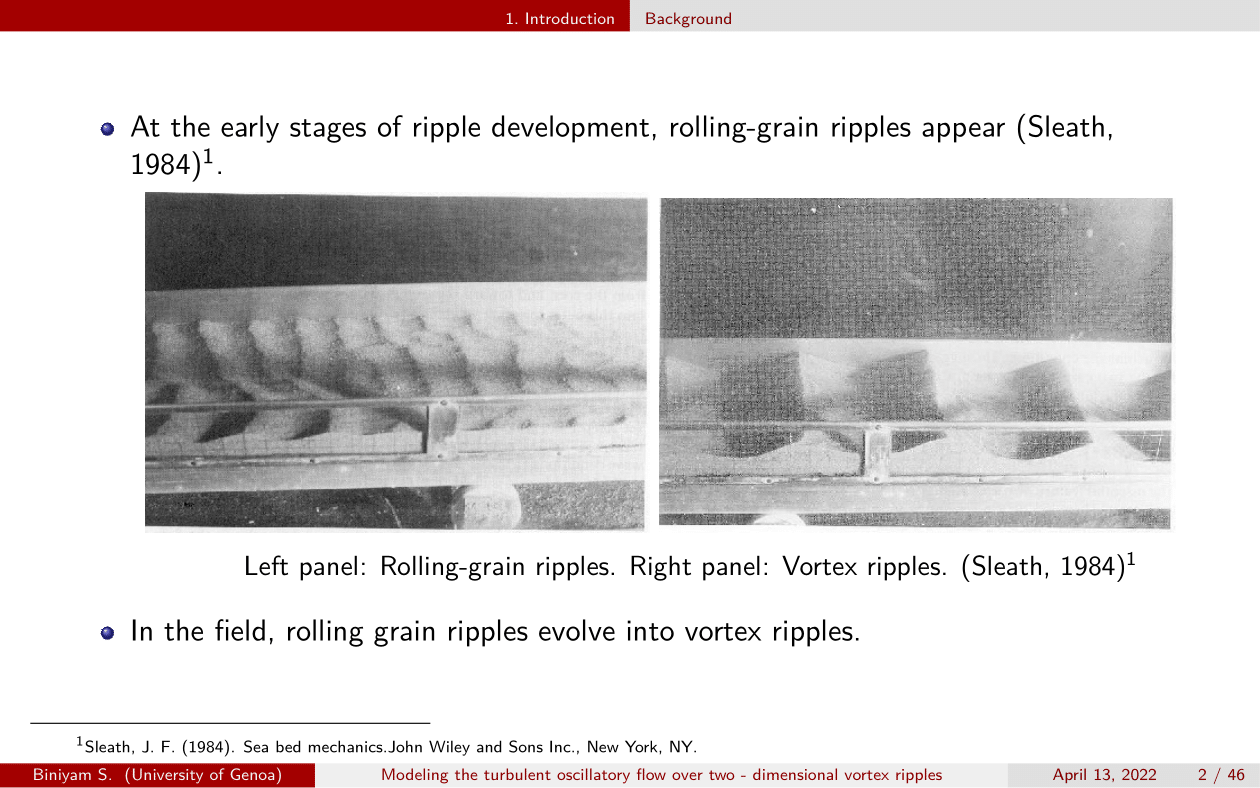 1. Introduction Background
At the early stages of ripple development, rolling-grain ripples appear (Sleath,
1984)1.
Left panel: Rolling-grain ripples. Right panel: Vortex ripples. (Sleath, 1984)1
In the field, rolling grain ripples evolve into vortex ripples.
1Sleath, J. F. (1984). Sea bed mechanics.John Wiley and Sons Inc., New York, NY.
Biniyam S. (University of Genoa) Modeling the turbulent oscillatory flow over two - dimensional vortex ripples April 13, 2022 2 / 46